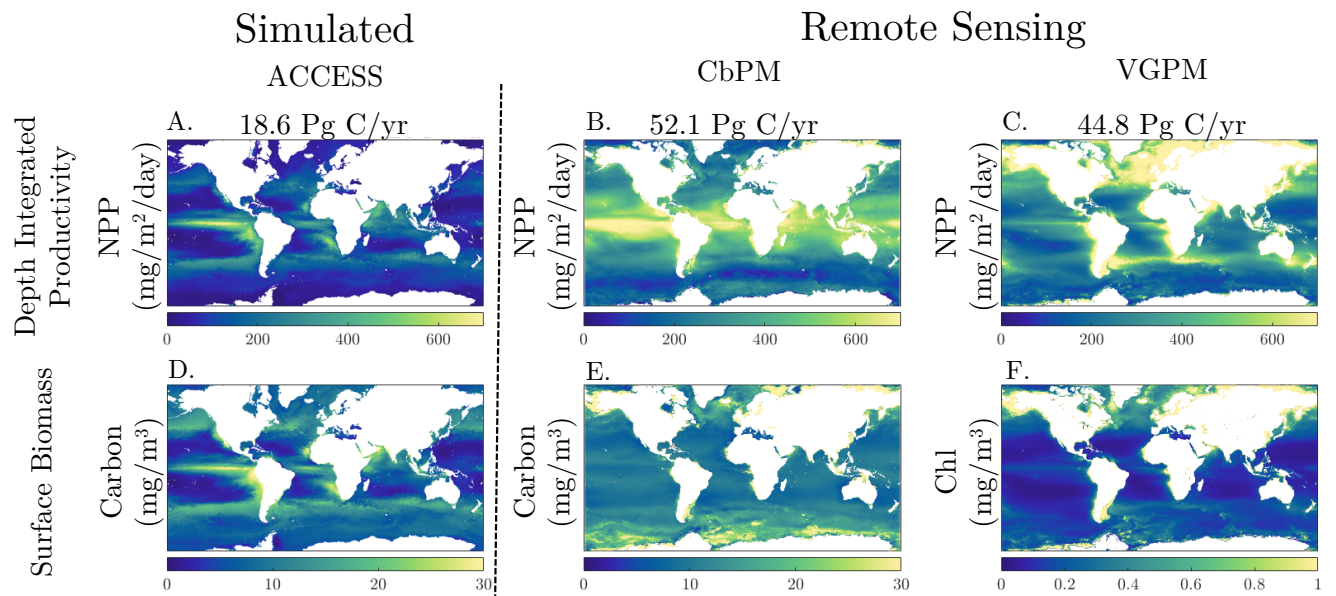 Simulated
Remote Sensing
ACCESS
CbPM
VGPM
Depth Integrated
Productivity
A.
18.6 Pg C/yr
NPP
(mg/m²/day)
0 200 400 600
B.
52.1 Pg C/yr
NPP
(mg/m²/day)
0 200 400 600
C.
44.8 Pg C/yr
NPP
(mg/m²/day)
0 200 400 600
Surface Biomass
D.
Carbon
(mg/m³)
0 10 20 30
E.
Carbon
(mg/m³)
0 10 20 30
F.
Chl
(mg/m³)
0 0.2 0.4 0.6 0.8 1